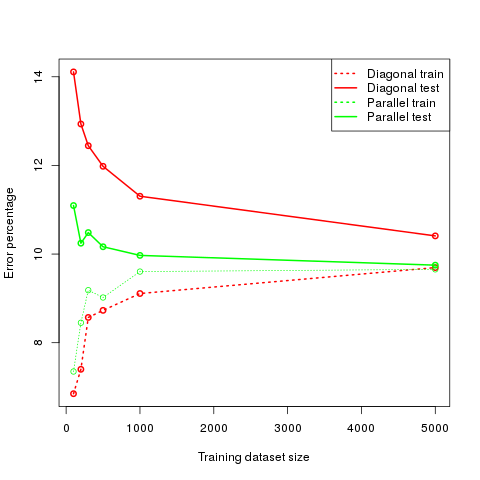 Diagonal train
Diagonal test
Parallel train
Parallel test
14
12
10
8
Error percentage
0 1000 2000 3000 4000 5000
Training dataset size